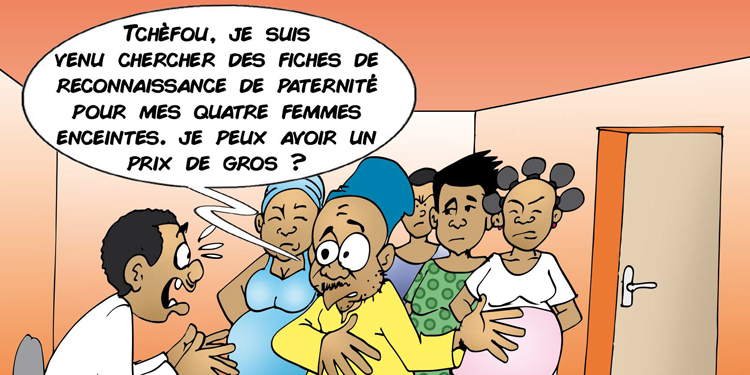 TCHÈFOU, JE SUIS
VENU CHERCHER DES FICHES DE
RECONNAISSANCE DE PATERNITÉ
POUR MES QUATRE FEMMES
ENCEINTES. JE PEUX AVOIR UN
PRIX DE GROS ?